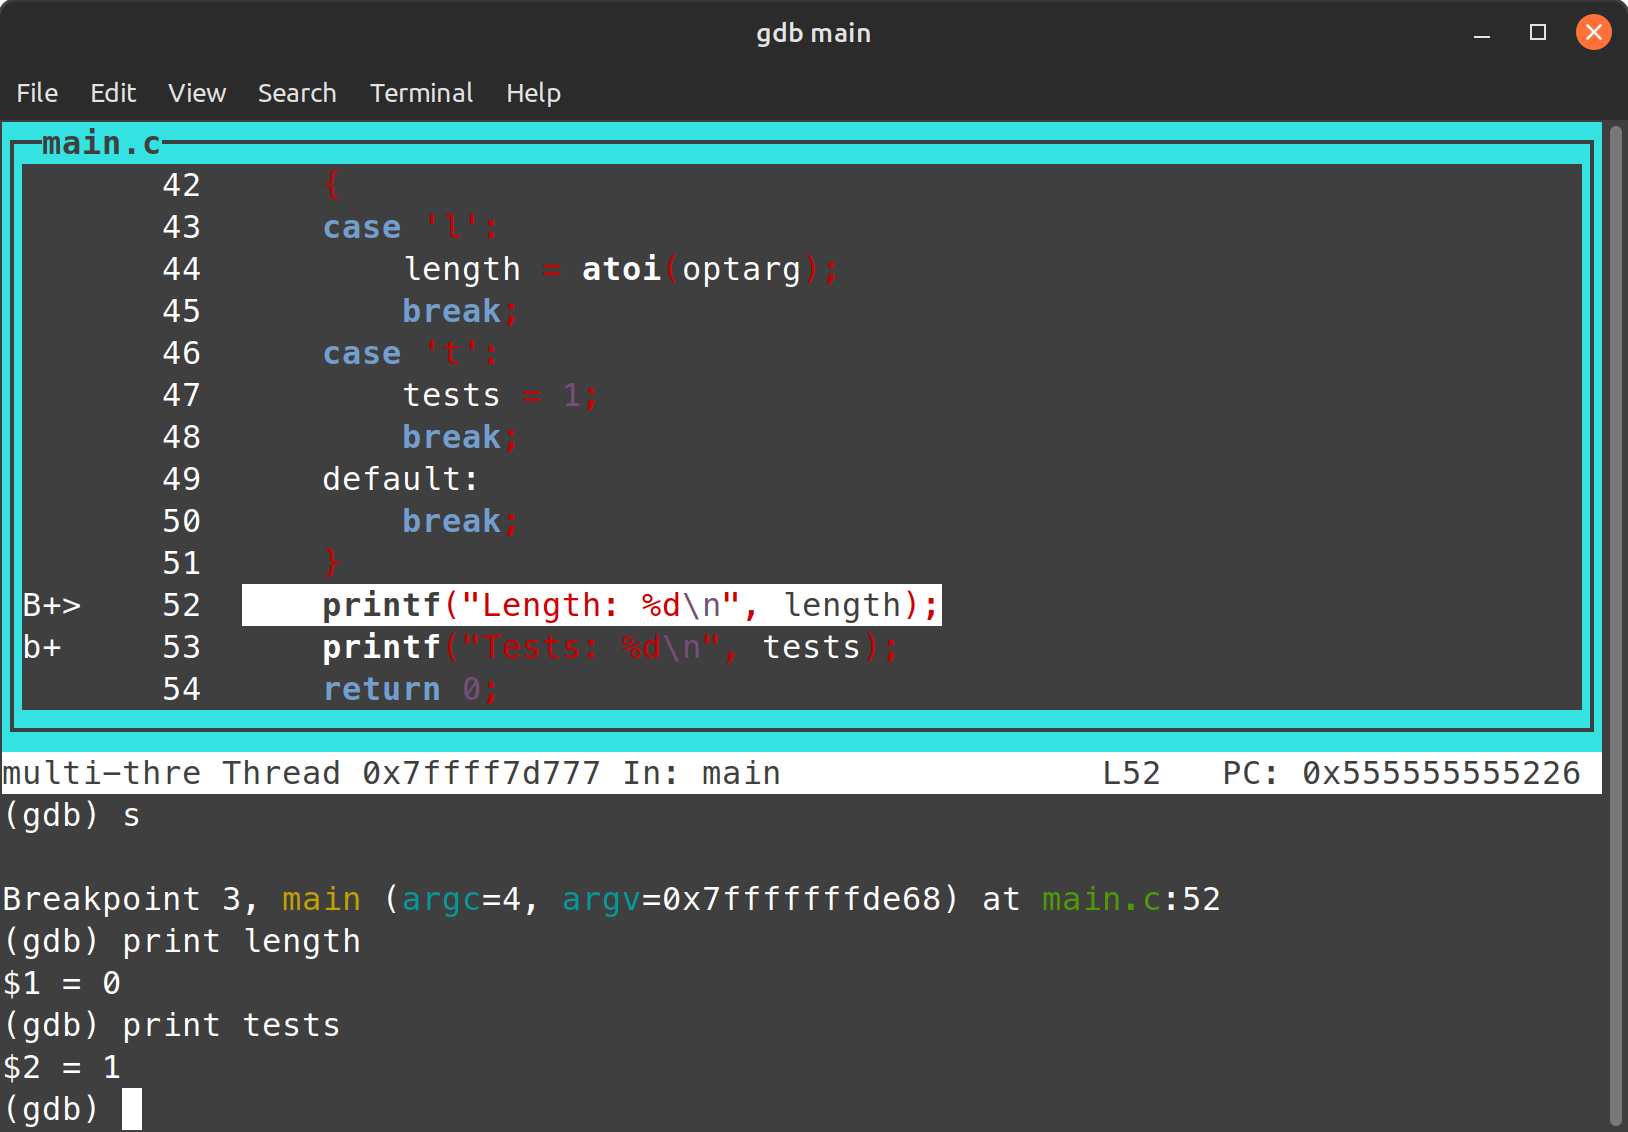 gdb main
File Edit View Search Terminal Help
main.c
42 {
43 case 'l':
44 length = atoi(optarg);
45 break;
46 case 't':
47 tests = 1;
48 break;
49 default:
50 break;
51 }
B+> 52 printf("Length: %d\n", length);
b+ 53 printf("Tests: %d\n", tests);
54 return 0;
multi-thre Thread 0x7ffff7d777 In: main L52 PC: 0x555555555226
(gdb) s
Breakpoint 3, main (argc=4, argv=0x7fffffffde68) at main.c:52
(gdb) print length
$1 = 0
(gdb) print tests
$2 = 1
(gdb)